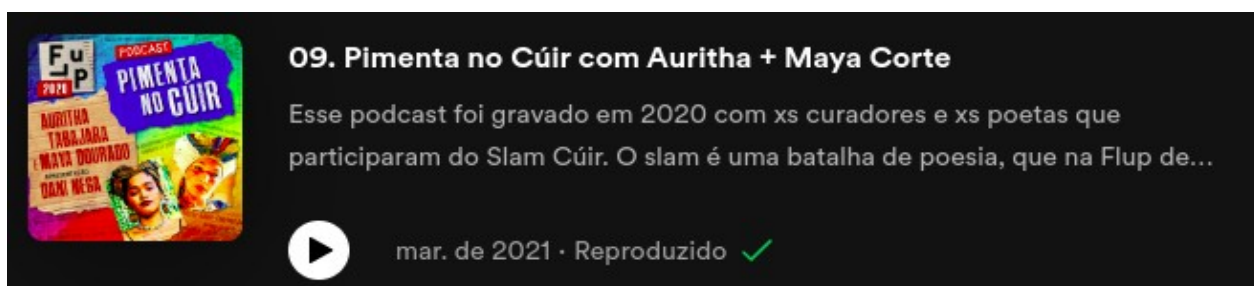 FuP
2020
PODCAST
PIMENTA
NO CÚIR
AURITHA
TABAJARA
E MAYA DOURADO
APRESENTAÇÃO
DANI NEGA
09. Pimenta no Cúir com Auritha + Maya Corte
Esse podcast foi gravado em 2020 com xs curadores e xs poetas que
participaram do Slam Cúir. O slam é uma batalha de poesia, que na Flup de...
mar. de 2021 · Reproduzido